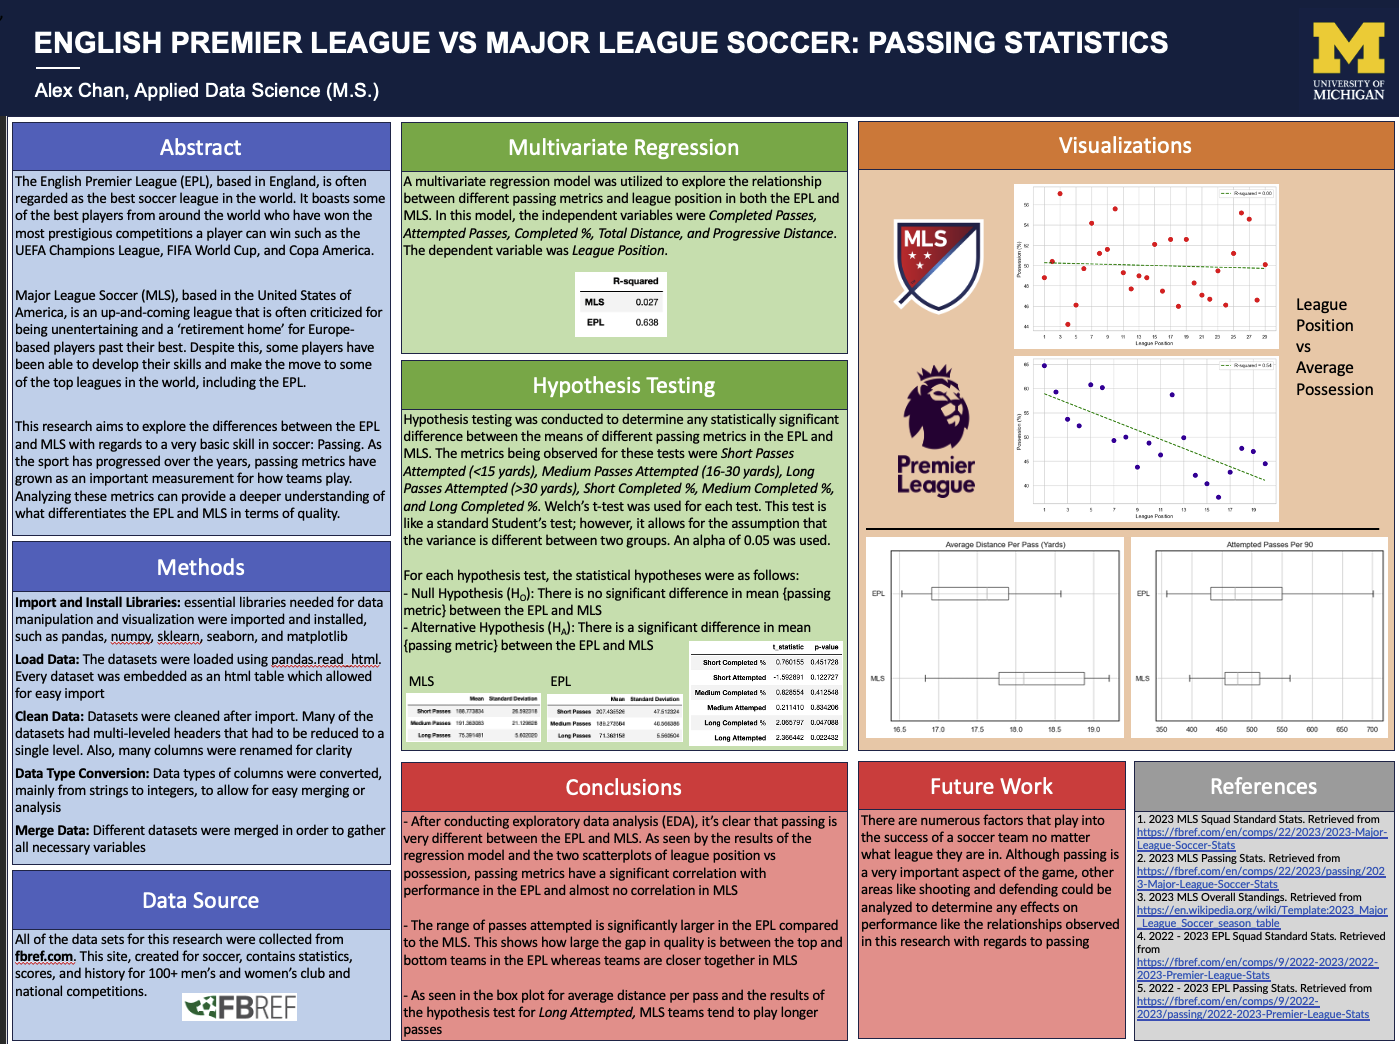 ENGLISH PREMIER LEAGUE VS MAJOR LEAGUE SOCCER: PASSING STATISTICS
Alex Chan, Applied Data Science (M.S.)
M
UNIVERSITY OF
MICHIGAN
Abstract
The English Premier League (EPL), based in England, is often
regarded as the best soccer league in the world. It boasts some
of the best players from around the world who have won the
most prestigious competitions a player can win such as the
UEFA Champions League, FIFA World Cup, and Copa America.
Major League Soccer (MLS), based in the United States of
America, is an up-and-coming league that is often criticized for
being unentertaining and a ‘retirement home’ for Europe-
based players past their best. Despite this, some players have
been able to develop their skills and make the move to some
of the top leagues in the world, including the EPL.
This research aims to explore the differences between the EPL
and MLS with regards to a very basic skill in soccer: Passing. As
the sport has progressed over the years, passing metrics have
grown as an important measurement for how teams play.
Analyzing these metrics can provide a deeper understanding of
what differentiates the EPL and MLS in terms of quality.
Methods
Import and Install Libraries: essential libraries needed for data
manipulation and visualization were imported and installed,
such as pandas, numpy, sklearn, seaborn, and matplotlib
Load Data: The datasets were loaded using pandas.read_html.
Every dataset was embedded as an html table which allowed
for easy import
Clean Data: Datasets were cleaned after import. Many of the
datasets had multi-leveled headers that had to be reduced to a
single level. Also, many columns were renamed for clarity
Data Type Conversion: Data types of columns were converted,
mainly from strings to integers, to allow for easy merging or
analysis
Merge Data: Different datasets were merged in order to gather
all necessary variables
Data Source
All of the data sets for this research were collected from
fbref.com. This site, created for soccer, contains statistics,
scores, and history for 100+ men’s and women’s club and
national competitions.
FBREF
Multivariate Regression
A multivariate regression model was utilized to explore the relationship
between different passing metrics and league position in both the EPL and
MLS. In this model, the independent variables were Completed Passes,
Attempted Passes, Completed %, Total Distance, and Progressive Distance.
The dependent variable was League Position.
R-squared
MLS 0.027
EPL 0.638
Hypothesis Testing
Hypothesis testing was conducted to determine any statistically significant
difference between the means of different passing metrics in the EPL and
MLS. The metrics being observed for these tests were Short Passes
Attempted (<15 yards), Medium Passes Attempted (16-30 yards), Long
Passes Attempted (>30 yards), Short Completed %, Medium Completed %,
and Long Completed %. Welch’s t-test was used for each test. This test is
like a standard Student’s test; however, it allows for the assumption that
the variance is different between two groups. An alpha of 0.05 was used.
For each hypothesis test, the statistical hypotheses were as follows:
- Null Hypothesis (HO): There is no significant difference in mean {passing
metric} between the EPL and MLS
- Alternative Hypothesis (HA): There is a significant difference in mean
{passing metric} between the EPL and MLS
MLS
Mean Standard Deviation
Short Passes
Medium Passes
Long Passes
EPL
Mean Standard Deviation
Short Passes
Medium Passes
Long Passes
t_statistic p-value
Short Completed % 0.760155 0.451728
Short Attempted -1.592891 0.122727
Medium Completed % 0.828554 0.412548
Medium Attempted 0.211410 0.834206
Long Completed % 2.065797 0.047088
Long Attempted 2.366442 0.022432
Conclusions
- After conducting exploratory data analysis (EDA), it’s clear that passing is
very different between the EPL and MLS. As seen by the results of the
regression model and the two scatterplots of league position vs
possession, passing metrics have a significant correlation with
performance in the EPL and almost no correlation in MLS
- The range of passes attempted is significantly larger in the EPL compared
to the MLS. This shows how large the gap in quality is between the top and
bottom teams in the EPL whereas teams are closer together in MLS
- As seen in the box plot for average distance per pass and the results of
the hypothesis test for Long Attempted, MLS teams tend to play longer
passes
Visualizations
MLS
R-squared = 0.00
Possession (%)
56
54
52
50
48
46
44
1 3 5 7 9 11 13 15 17 19 21 23 25 27 29
League Position
Premier
League
R-squared = 0.54
Possession (%)
65
60
55
50
45
40
1 3 5 7 9 11 13 15 17 19
League Position
League
Position
vs
Average
Possession
Average Distance Per Pass (Yards)
EPL
MLS
16.5 17.0 17.5 18.0 18.5 19.0
Attempted Passes Per 90
EPL
MLS
350 400 450 500 550 600 650 700
Future Work
There are numerous factors that play into
the success of a soccer team no matter
what league they are in. Although passing is
a very important aspect of the game, other
areas like shooting and defending could be
analyzed to determine any effects on
performance like the relationships observed
in this research with regards to passing
References
1. 2023 MLS Squad Standard Stats. Retrieved from
https://fbref.com/en/comps/22/2023/2023-Major-
League-Soccer-Stats
2. 2023 MLS Passing Stats. Retrieved from
https://fbref.com/en/comps/22/2023/passing/202
3-Major-League-Soccer-Stats
3. 2023 MLS Overall Standings. Retrieved from
https://en.wikipedia.org/wiki/Template:2023_Major
_League_Soccer_season_table
4. 2022 - 2023 EPL Squad Standard Stats. Retrieved
from
https://fbref.com/en/comps/9/2022-2023/2022-
2023-Premier-League-Stats
5. 2022 - 2023 EPL Passing Stats. Retrieved from
https://fbref.com/en/comps/9/2022-
2023/passing/2022-2023-Premier-League-Stats